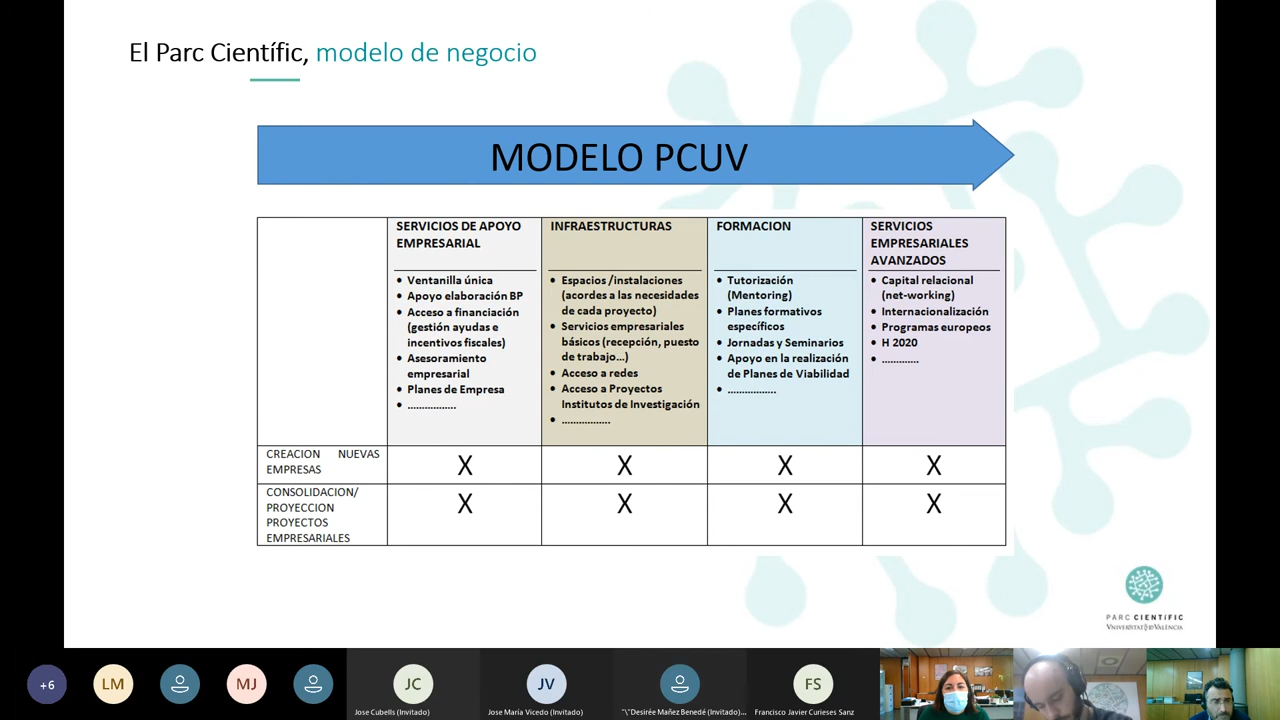 El Parc Científic, modelo de negocio
MODELO PCUV
SERVICIOS DE APOYO
EMPRESARIAL
• Ventanilla única
• Apoyo elaboración BP
• Acceso a financiación
(gestión ayudas e
incentivos fiscales)
• Asesoramiento
empresarial
• Planes de Empresa
• ................
INFRAESTRUCTURAS
• Espacios /instalaciones
(acordes a las necesidades
de cada proyecto)
• Servicios empresariales
básicos (recepción, puesto
de trabajo...)
• Acceso a redes
• Acceso a Proyectos
Institutos de Investigación
• ................
FORMACION
• Tutorización
(Mentoring)
• Planes formativos
específicos
• Jornadas y Seminarios
• Apoyo en la realización
de Planes de Viabilidad
• ................
SERVICIOS
EMPRESARIALES
AVANZADOS
• Capital relacional
(net-working)
• Internacionalización
• Programas europeos
• H 2020
• ............
CREACION NUEVAS
EMPRESAS
X X X X
CONSOLIDACION/
PROYECCION
PROYECTOS
EMPRESARIALES
X X X X
PARC CIENTÍFIC
VNIVERSITAT DE VALÈNCIA
+6
LM
MJ
JC
Jose Cubells (Invitado)
JV
Jose María Vicedo (Invitado)
"\"Desirée Mañez Benedé (Invitado)...
FS
Francisco Javier Curieses Sanz